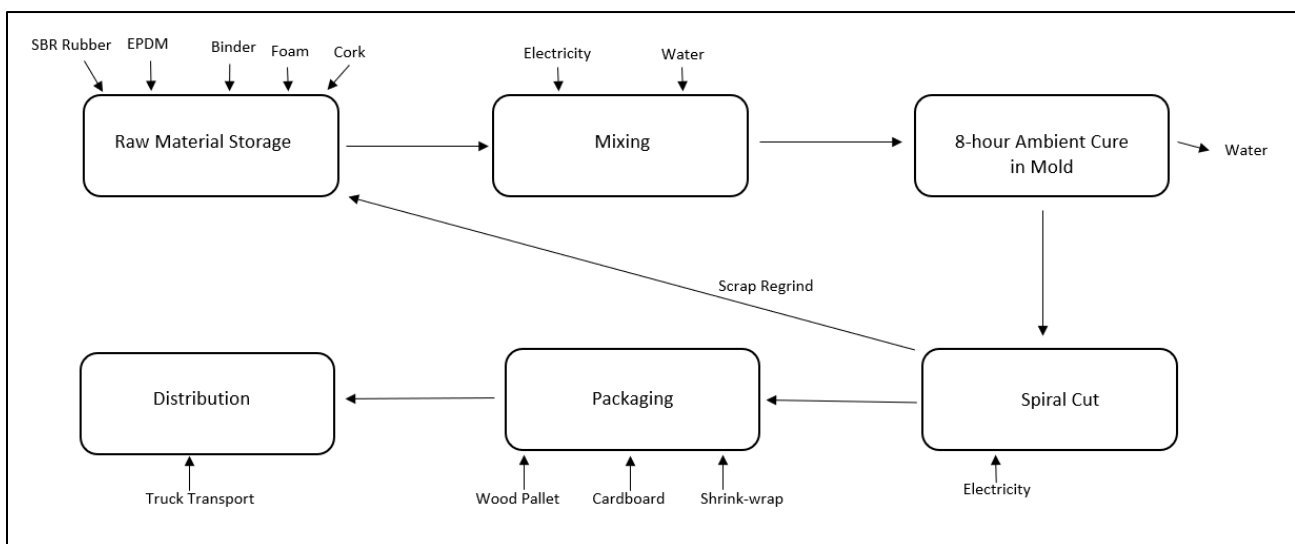 SBR Rubber
EPDM
Binder
Foam
Cork
Electricity
Water
Raw Material Storage
Mixing
8-hour Ambient Cure
in Mold
Water
Scrap Regrind
Distribution
Packaging
Spiral Cut
Truck Transport
Wood Pallet
Cardboard
Shrink-wrap
Electricity